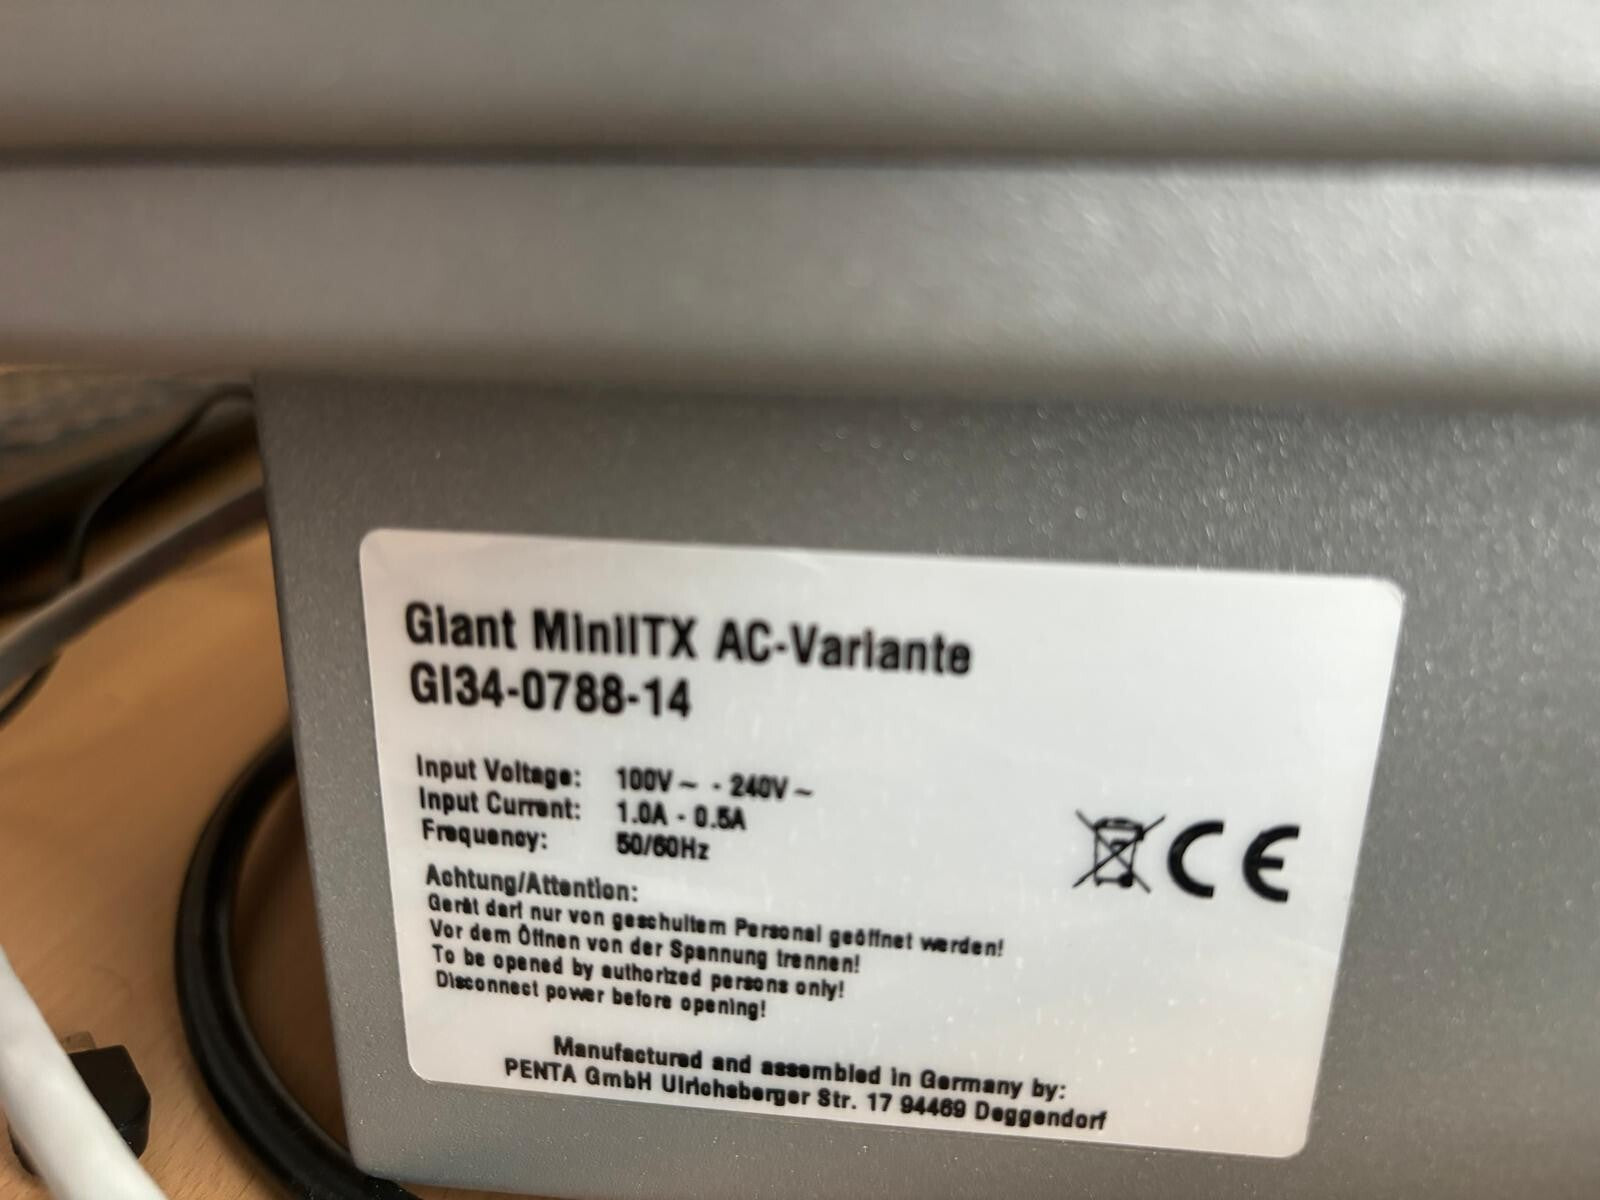 Giant MiniITX AC-Variante
GI34-0788-14
Input Voltage: 100V ~ - 240V ~
Input Current: 1.0A - 0.5A
Frequency: 50/60Hz
Achtung/Attention:
Gerät darf nur von geschultem Personal geöffnet werden!
Vor dem Öffnen von der Spannung trennen!
To be opened by authorized persons only!
Disconnect power before opening!
CE
Manufactured and assembled in Germany by:
PENTA GmbH Ulrichsberger Str. 17 94469 Deggendorf